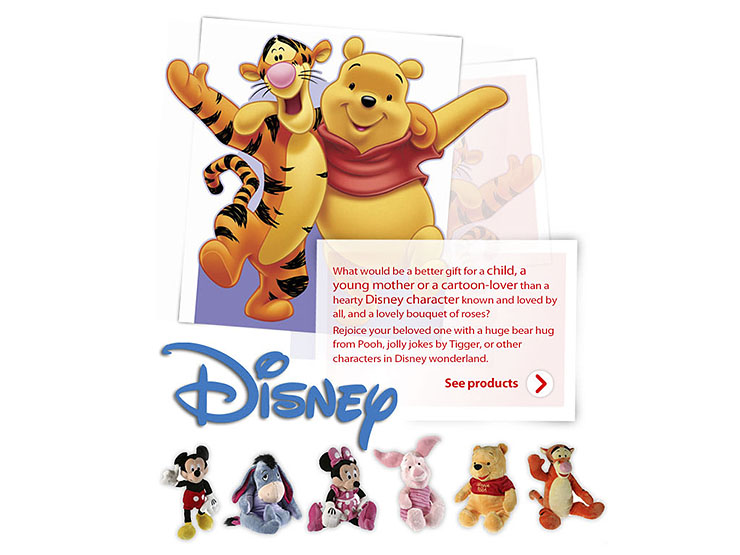 What would be a better gift for a child, a
young mother or a cartoon-lover than a
hearty Disney character known and loved by
all, and a lovely bouquet of roses?
Rejoice your beloved one with a huge bear hug
from Pooh, jolly jokes by Tigger, or other
characters in Disney wonderland.
See products
Disney